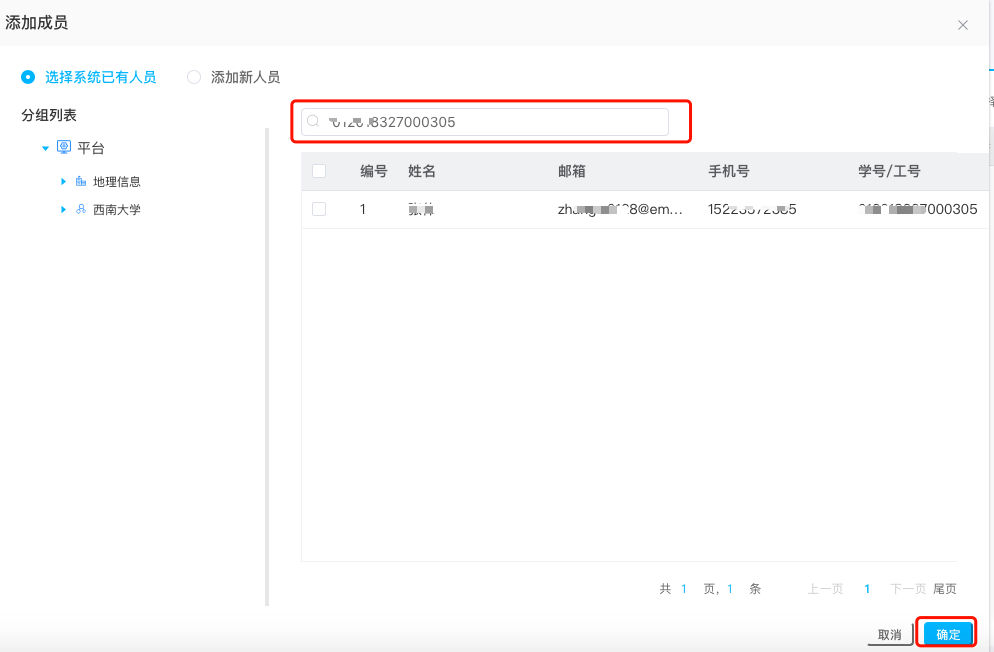 添加成员
选择系统已有人员 添加新人员
分组列表
8327000305
平台
编号 姓名 邮箱 手机号 学号/工号
地理信息
1 8@em... 7000305
西南大学
共 1 页, 1 条 上一页 1 下一页 尾页
取消 确定